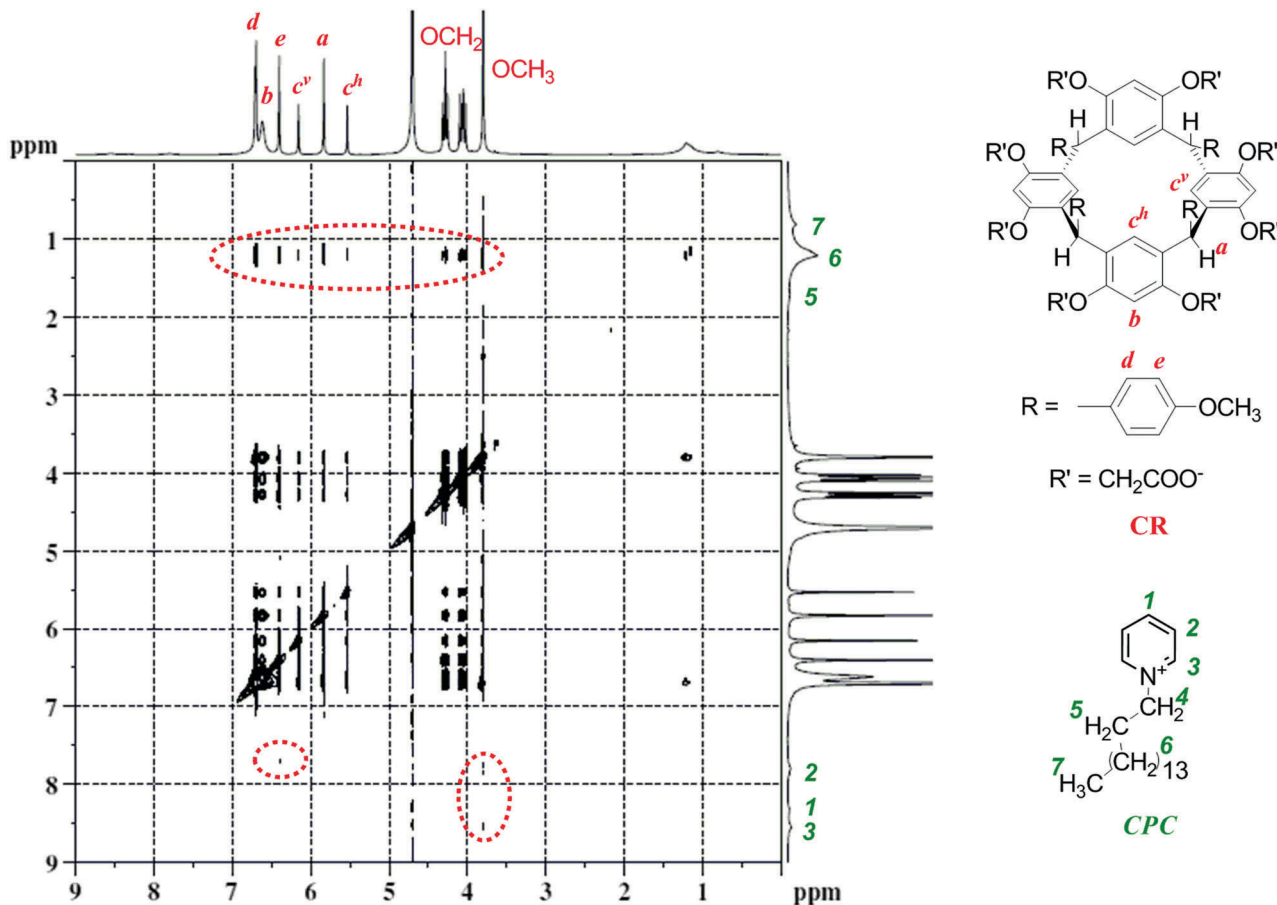 d
e
b
c^v
a
c^h
OCH2
OCH3
ppm
1
2
3
4
5
6
7
8
9
9 8 7 6 5 4 3 2 1 ppm
7
6
5
2
1
3
OR' OR'
H H
R R
R'O OR'
c^v
R c^h R
R'O OR'
H H a
OR' OR'
b
d e
R = OCH3
R' = CH2COO-
CR
1
2
3
N+
4
5 CH2
H2C
6
7 (CH2)13
H3C
CPC